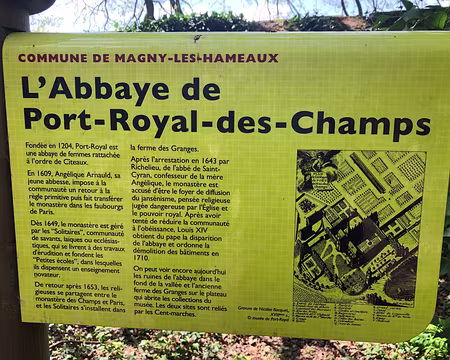 COMMUNE DE MAGNY-LES-HAMEAUX
L'Abbaye de
Port-Royal-des-Champs
Fondée en 1204, Port-Royal est
une abbaye de femmes rattachée
à l'ordre de Cîteaux.
En 1609, Angélique Arnauld, sa
jeune abbesse, impose à la
communauté un retour à la
règle primitive puis fait transférer
le monastère dans les faubourgs
de Paris.
Dès 1649, le monastère est géré
par les "Solitaires", communauté
de savants, laïques ou ecclésias-
tiques, qui se livrent à des travaux
d'érudition et fondent les
"Petites écoles", dans lesquelles
ils dispensent un enseignement
novateur.
De retour après 1653, les reli-
gieuses se partagent entre le
monastère des Champs et Paris,
et les Solitaires s'installent dans
la ferme des Granges.
Après l'arrestation en 1643 par
Richelieu, de l'abbé de Saint-
Cyran, confesseur de la mère
Angélique, le monastère est
accusé d'être le foyer de diffusion
du jansénisme, pensée religieuse
jugée dangereuse par l'Église et
le pouvoir royal. Après avoir
tenté de réduire la communauté
à l'obéissance, Louis XIV
obtient du pape la disparition
de l'abbaye et ordonne la
démolition des bâtiments en
1710.
On peut voir encore aujourd'hui
les ruines de l'abbaye dans le
fond de la vallée et l'ancienne
ferme des Granges sur le plateau
qui abrite les collections du
musée. Les deux sites sont reliés
par les Cent-marches.
Gravure de Nicolas Bocquet,
© musée de Port-Royal